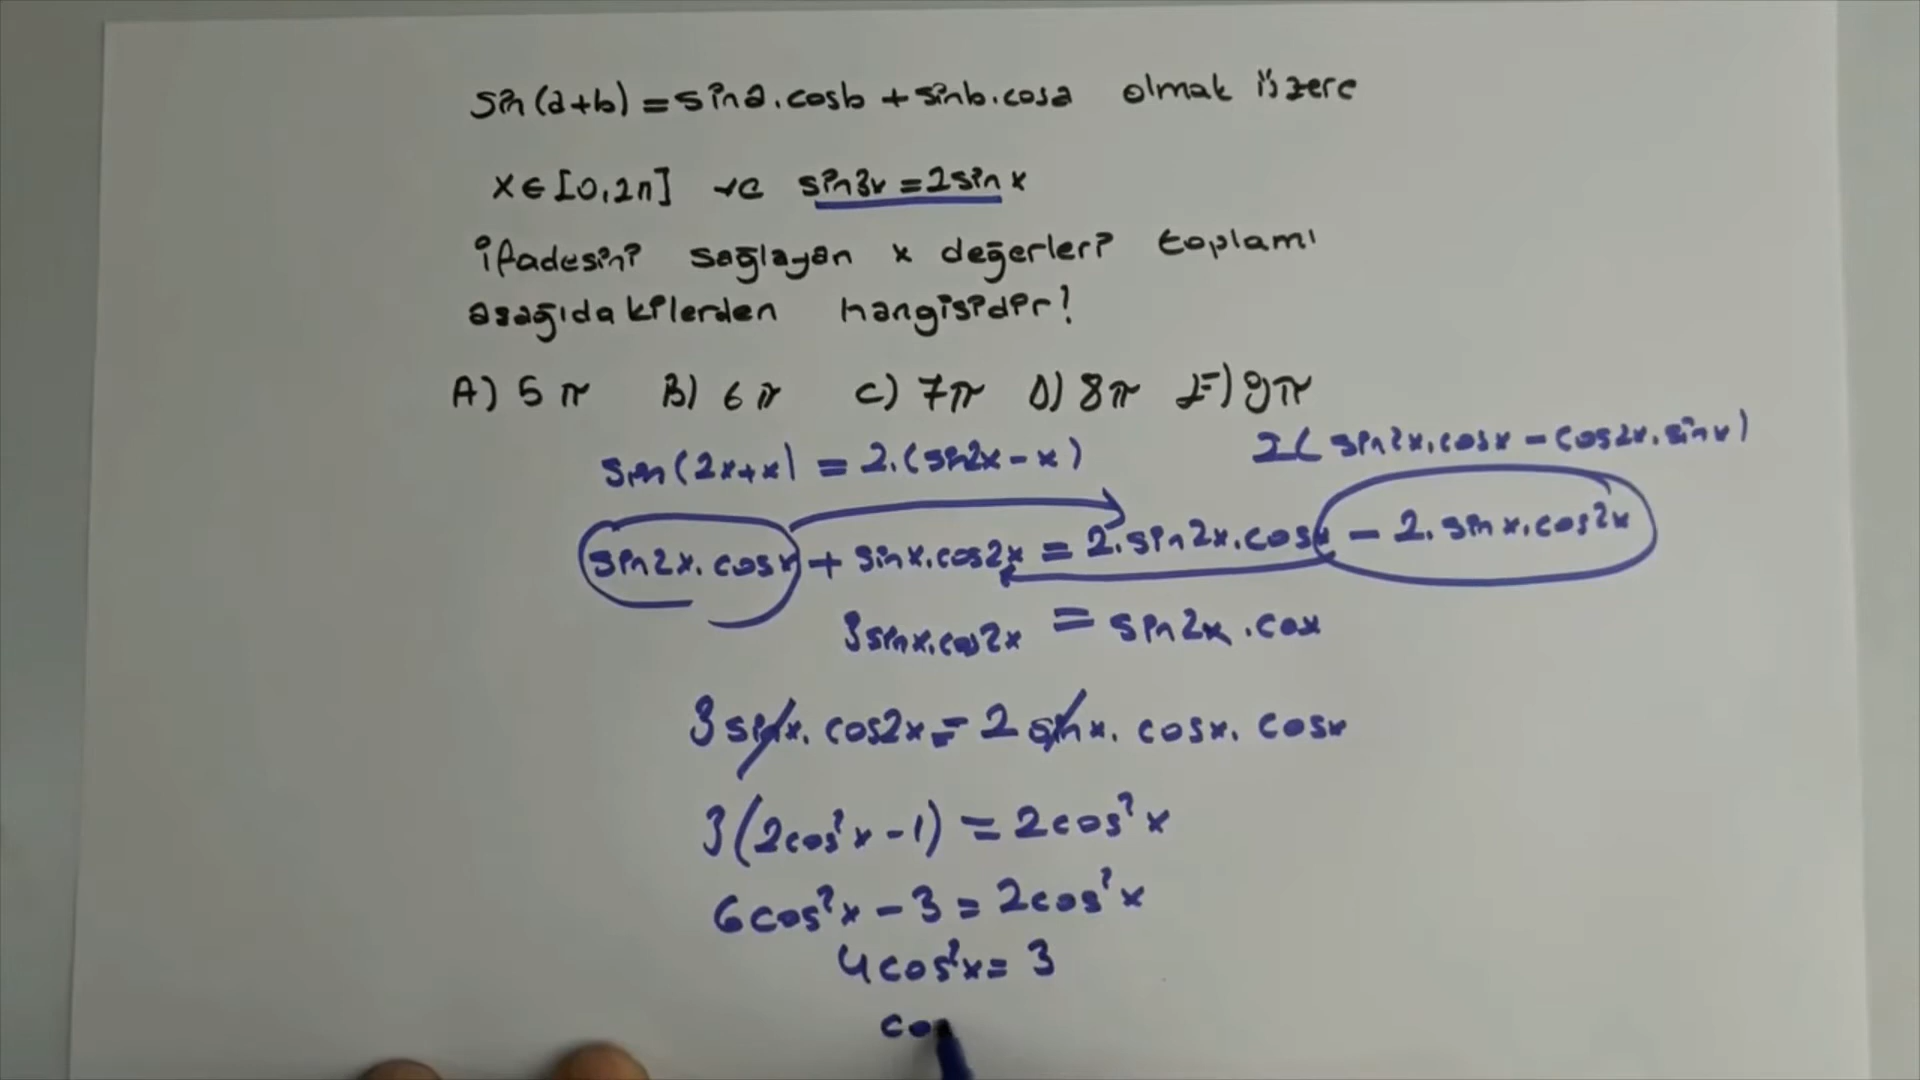 sin(a+b)=sina.cosb+sinb.cosa olmak üzere
x∈[0,2π] ve sin3x=2sinx
ifadesini sağlayan x değerleri toplamı
aşağıdakilerden hangisidir?
A) 5π B) 6π C) 7π D) 8π E) 9π
sin(2x+x)=2.(sin2x-x)
2(sin2x.cosx-cos2x.sinx)
sin2x.cosx+sinx.cos2x=2.sin2x.cosx-2.sinx.cos2x
3sinx.cos2x=sin2x.cosx
3sinx.cos2x=2sinx.cosx.cosx
3(2cos²x-1)=2cos²x
6cos²x-3=2cos²x
4cos²x=3
co